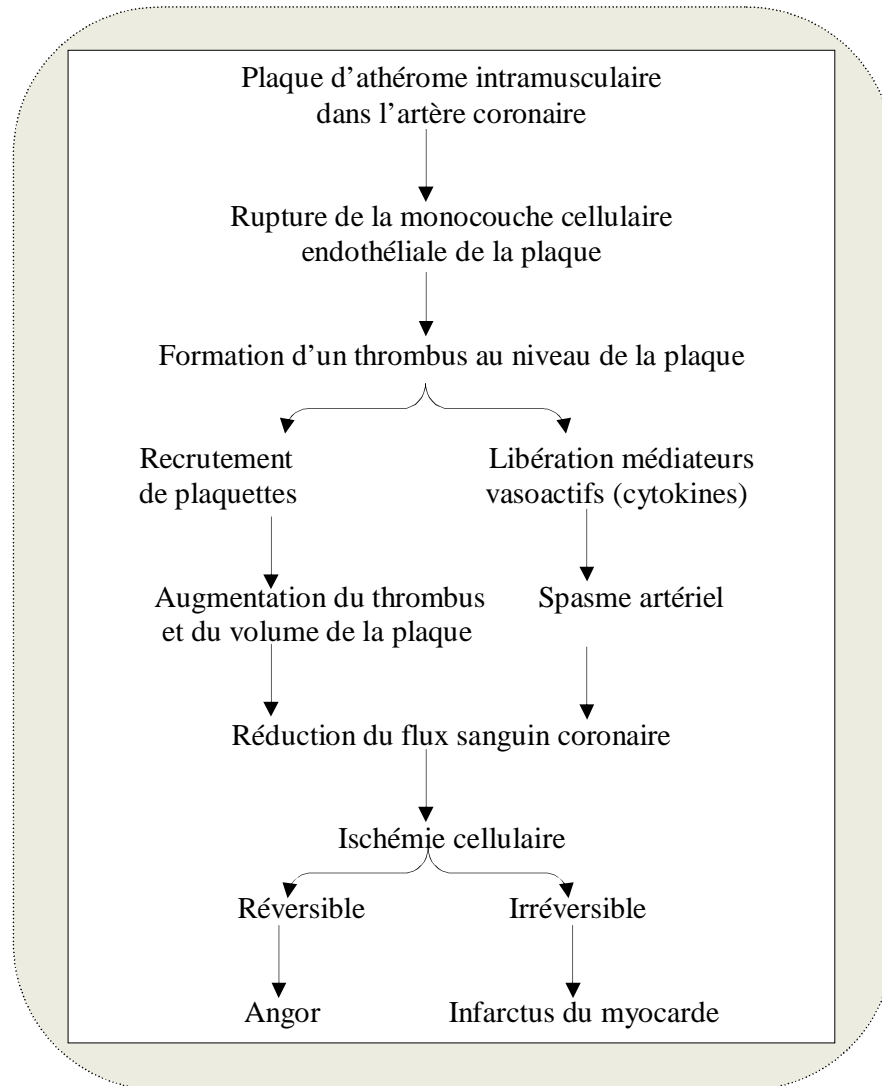 Plaque d’athérome intramusculaire
dans l’artère coronaire
Rupture de la monocouche cellulaire
endothéliale de la plaque
Formation d’un thrombus au niveau de la plaque
Recrutement
de plaquettes
Libération médiateurs
vasoactifs (cytokines)
Augmentation du thrombus
et du volume de la plaque
Spasme artériel
Réduction du flux sanguin coronaire
Ischémie cellulaire
Réversible
Irréversible
Angor
Infarctus du myocarde